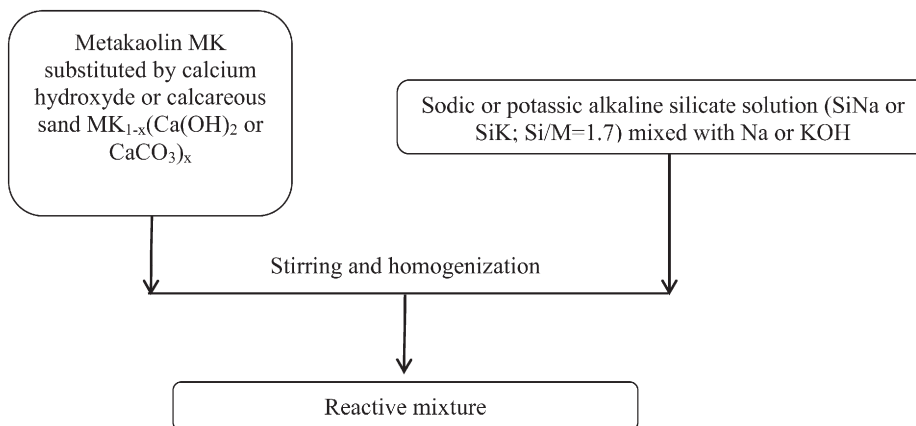 Metakaolin MK
substituted by calcium
hydroxyde or calcareous
sand MK₁₋ₓ(Ca(OH)₂ or
CaCO₃)ₓ
Sodic or potassic alkaline silicate solution (SiNa or
SiK; Si/M=1.7) mixed with Na or KOH
Stirring and homogenization
Reactive mixture